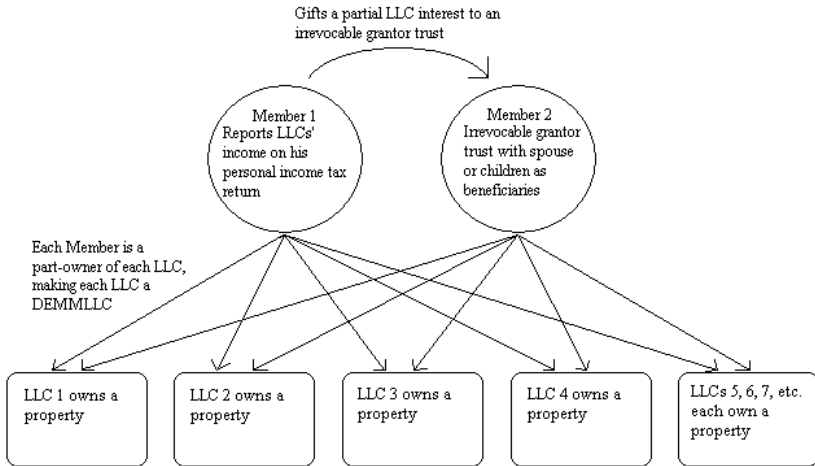 Gifts a partial LLC interest to an
irrevocable grantor trust
Member 1
Reports LLCs'
income on his
personal income tax
return
Member 2
Irrevocable grantor
trust with spouse
or children as
beneficiaries
Each Member is a
part-owner of each LLC,
making each LLC a
DEMMLLC
LLC 1 owns a
property
LLC 2 owns a
property
LLC 3 owns a
property
LLC 4 owns a
property
LLCs 5, 6, 7, etc.
each own a
property